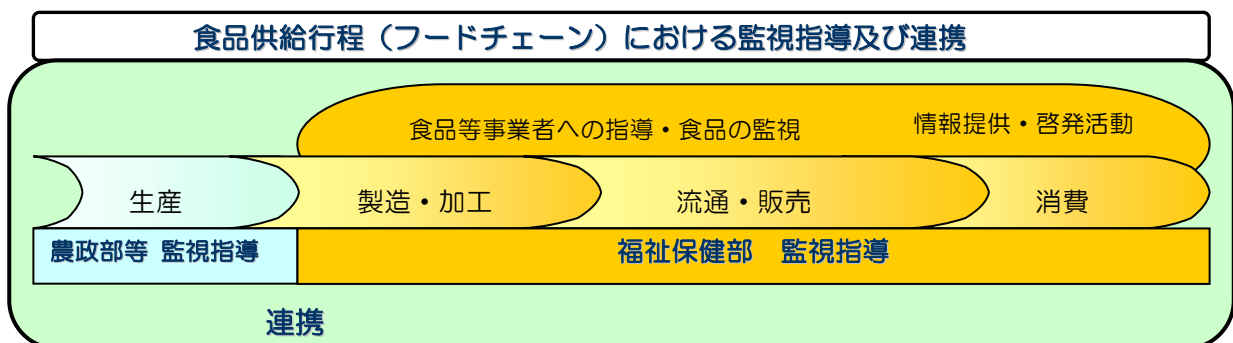 食品供給行程（フードチェーン）における監視指導及び連携
食品等事業者への指導・食品の監視
情報提供・啓発活動
生産
製造・加工
流通・販売
消費
農政部等 監視指導
福祉保健部　監視指導
連携